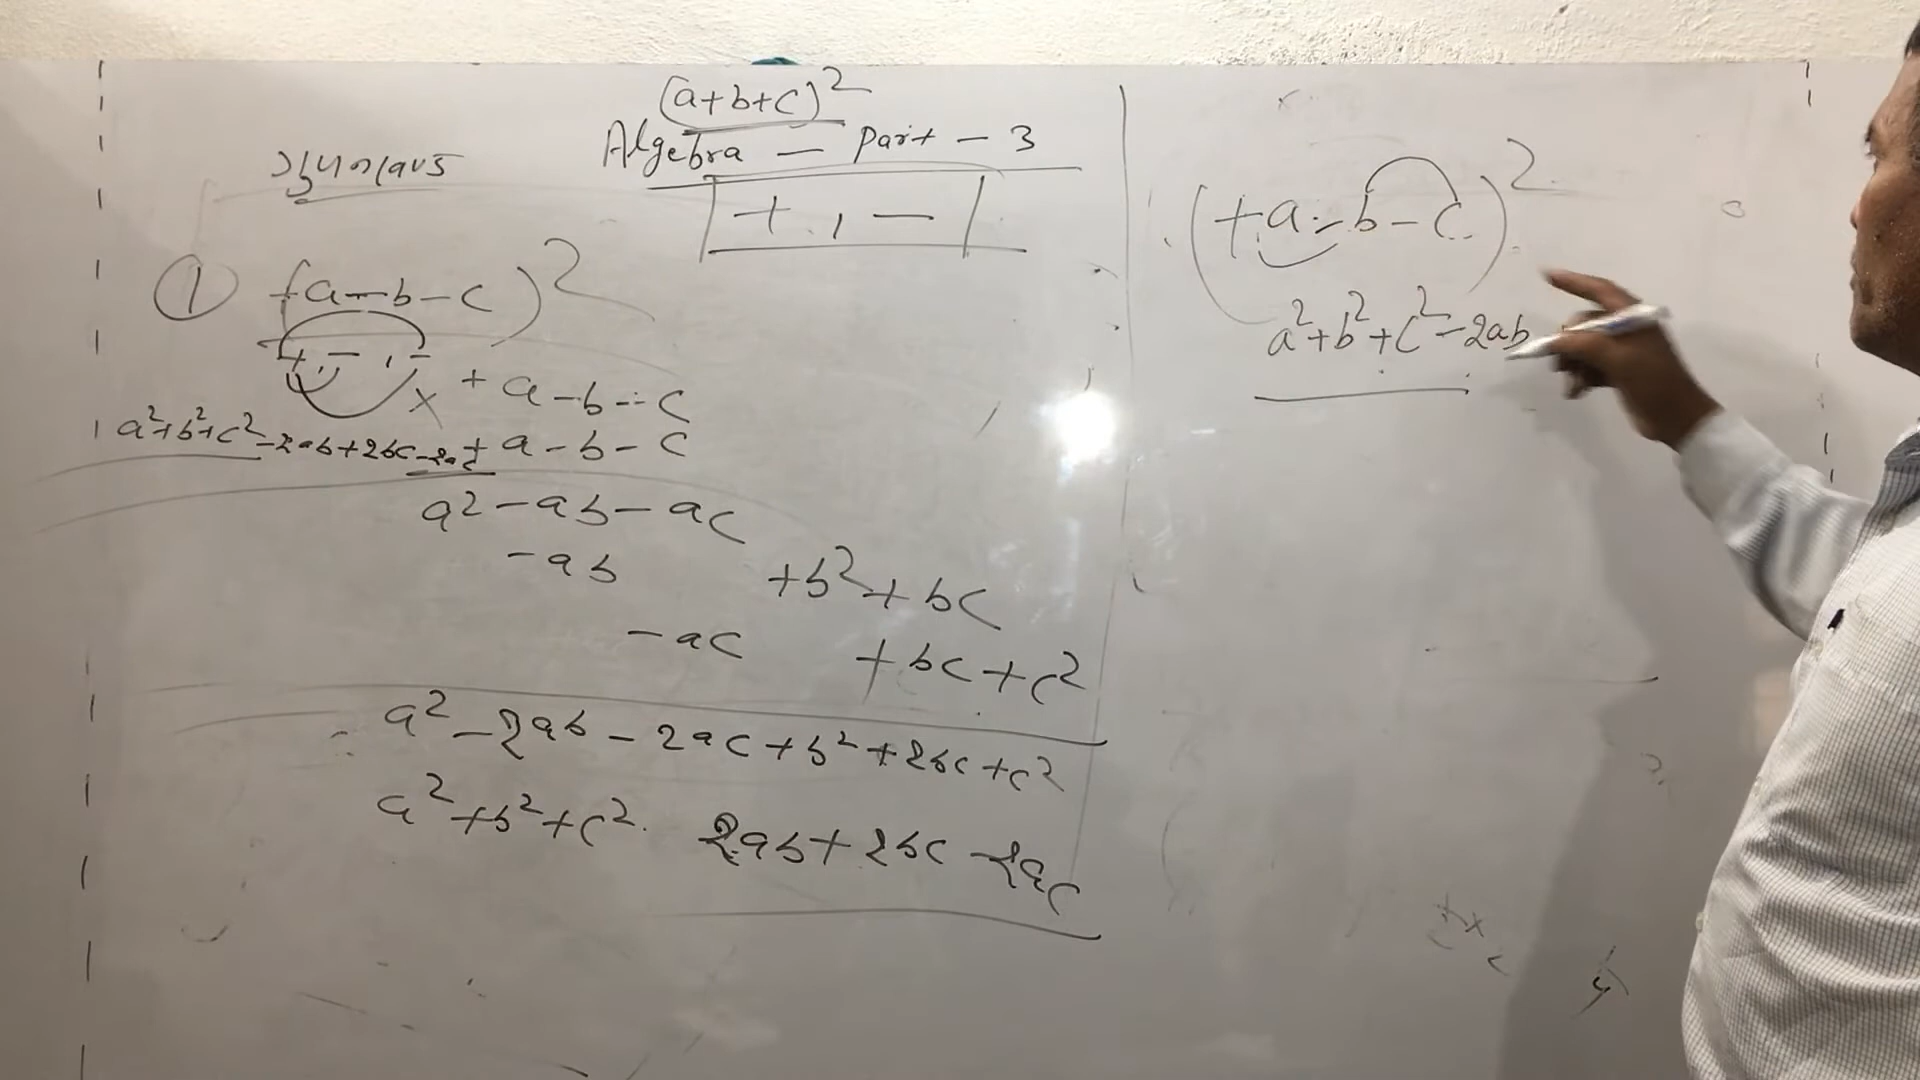 (a+b+c)²
Algebra — Part - 3
+ , —
① (a-b-c)²
+, -, -
x + a-b-c
a²+b²+c²-2ab+2bc-2ac + a-b-c
a²-ab-ac
-ab +b²+bc
-ac +bc+c²
a²-2ab-2ac+b²+2bc+c²
a²+b²+c² 2ab+2bc-2ac
(+a-b-c)²
a²+b²+c²-2ab